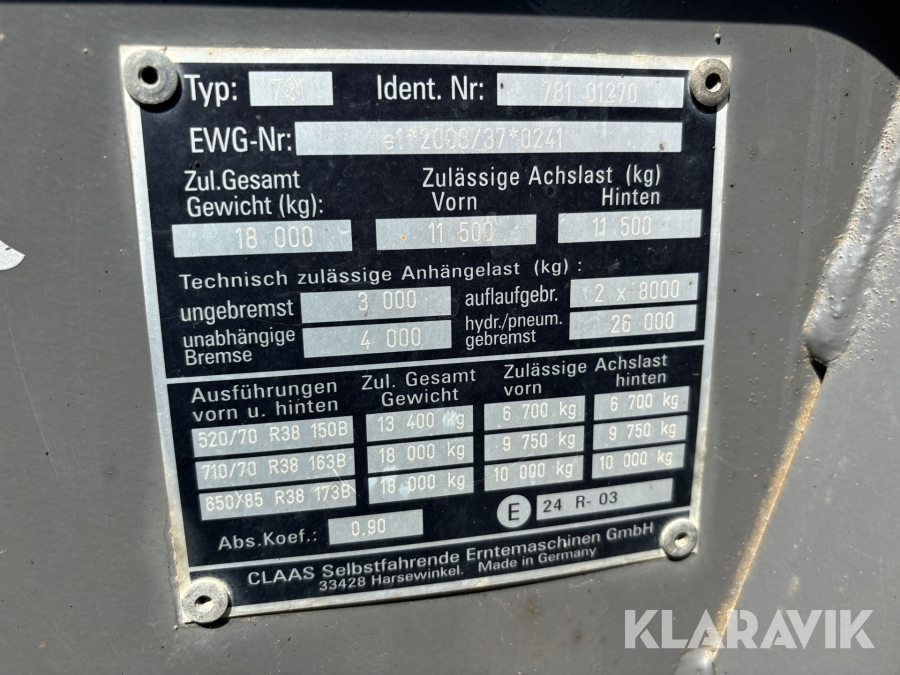 Typ: 781 Ident. Nr: 781 01270
EWG-Nr: e1*2003/37*0241
Zul.Gesamt Gewicht (kg): Zulässige Achslast (kg)
Vorn Hinten
18 000 11 500 11 500
Technisch zulässige Anhängelast (kg) :
ungebremst 3 000 auflaufgebr. 2 x 8000
unabhängige Bremse 4 000 hydr./pneum. gebremst 26 000
Ausführungen vorn u. hinten Zul. Gesamt Gewicht Zulässige Achslast
vorn hinten
520/70 R38 150B 13 400 kg 6 700 kg 6 700 kg
710/70 R38 163B 18 000 kg 9 750 kg 9 750 kg
650/85 R38 173B 18 000 kg 10 000 kg 10 000 kg
Abs.Koef.: 0,90 E 24 R- 03
CLAAS Selbstfahrende Erntemaschinen GmbH
33428 Harsewinkel. Made in Germany
KLARAVIK